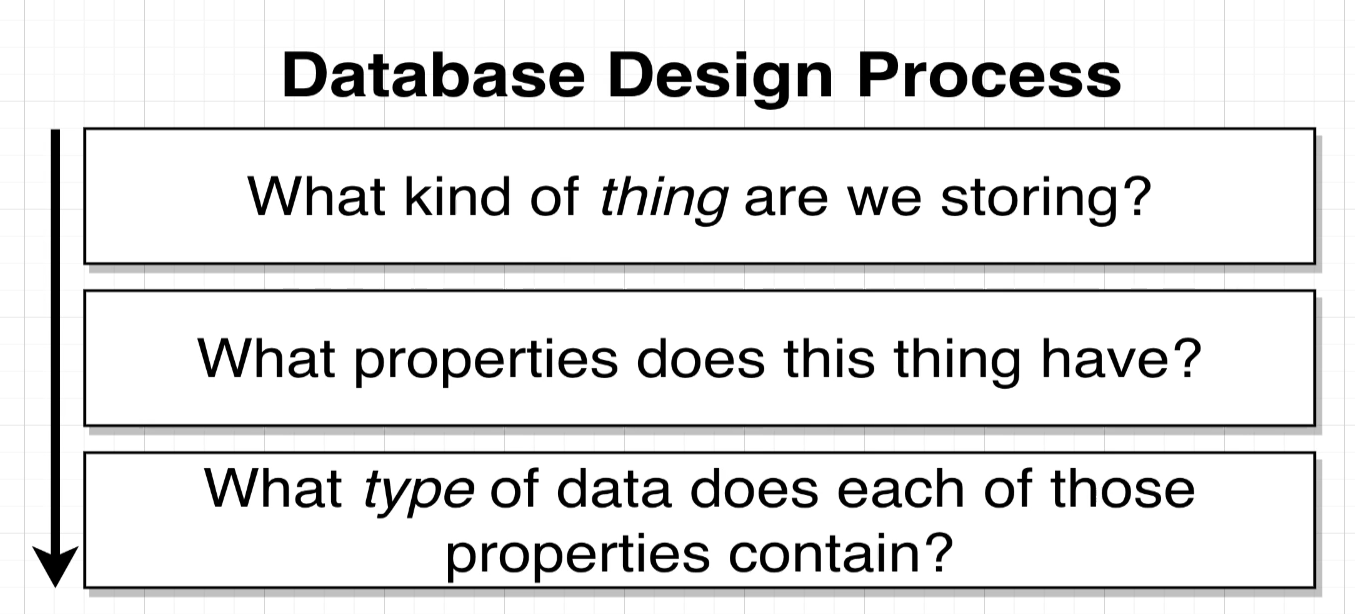 Database Design Process
What kind of thing are we storing?
What properties does this thing have?
What type of data does each of those
properties contain?